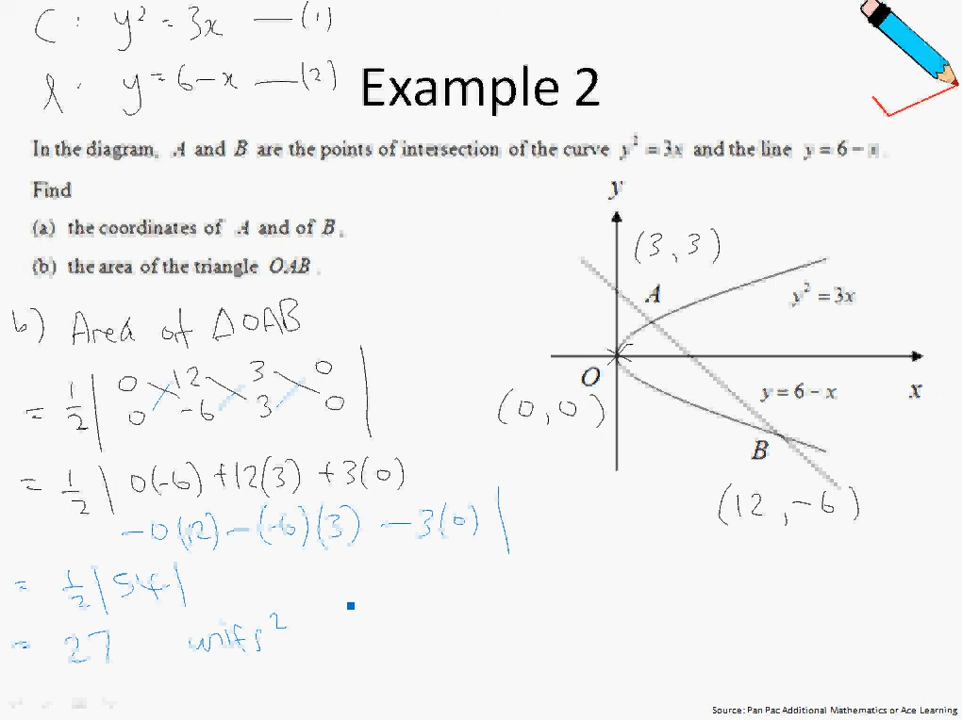 C: y² = 3x —(1)
l: y = 6 - x —(2)
Example 2
In the diagram, A and B are the points of intersection of the curve y² = 3x and the line y = 6 - x.
Find
(a) the coordinates of A and of B.
(b) the area of the triangle OAB.
y
(3, 3)
A
y² = 3x
O
x
(0, 0)
y = 6 - x
B
(12, -6)
b) Area of ΔOAB
= 1/2 | 0 12 3 0
0 -6 3 0 |
= 1/2 | 0(-6) + 12(3) + 3(0)
- 0(12) - (-6)(3) - 3(0) |
= 1/2 |54|
= 27 units²
Source: Pan Pac Additional Mathematics or Ace Learning